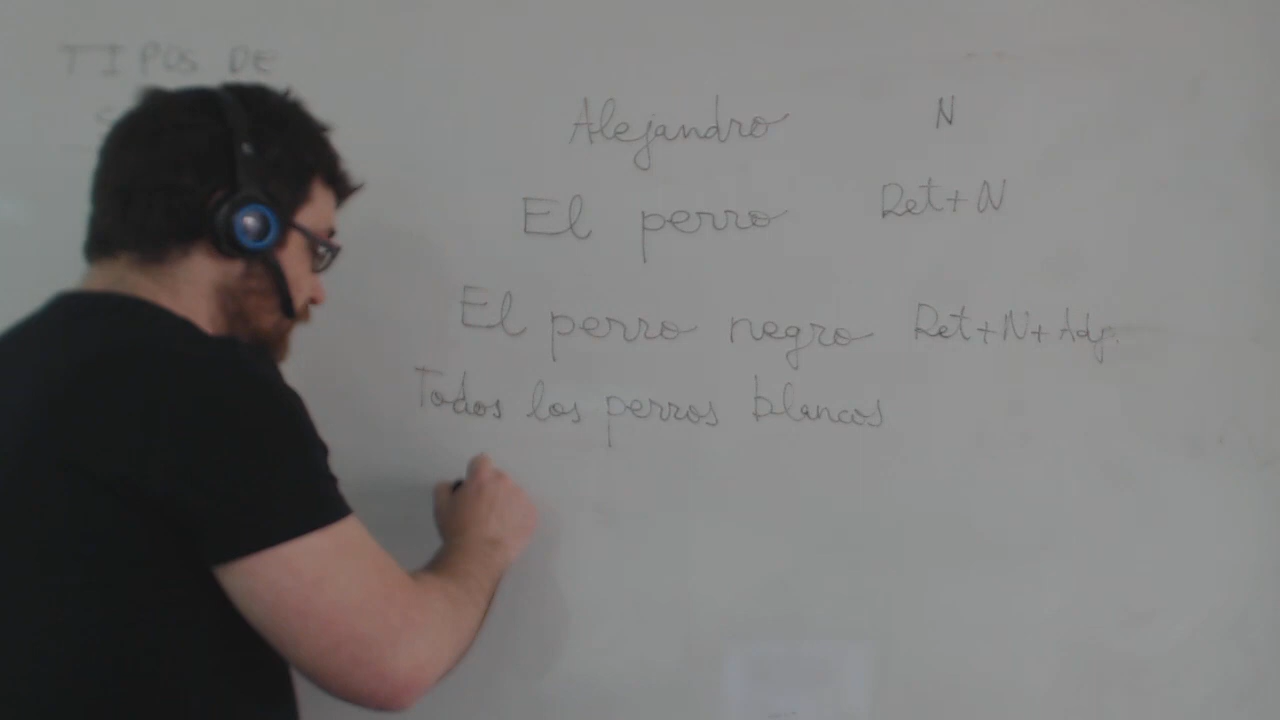 TIPOS DE
Alejandro N
El perro Det+N
El perro negro Det+N+Adj.
Todos los perros blancos